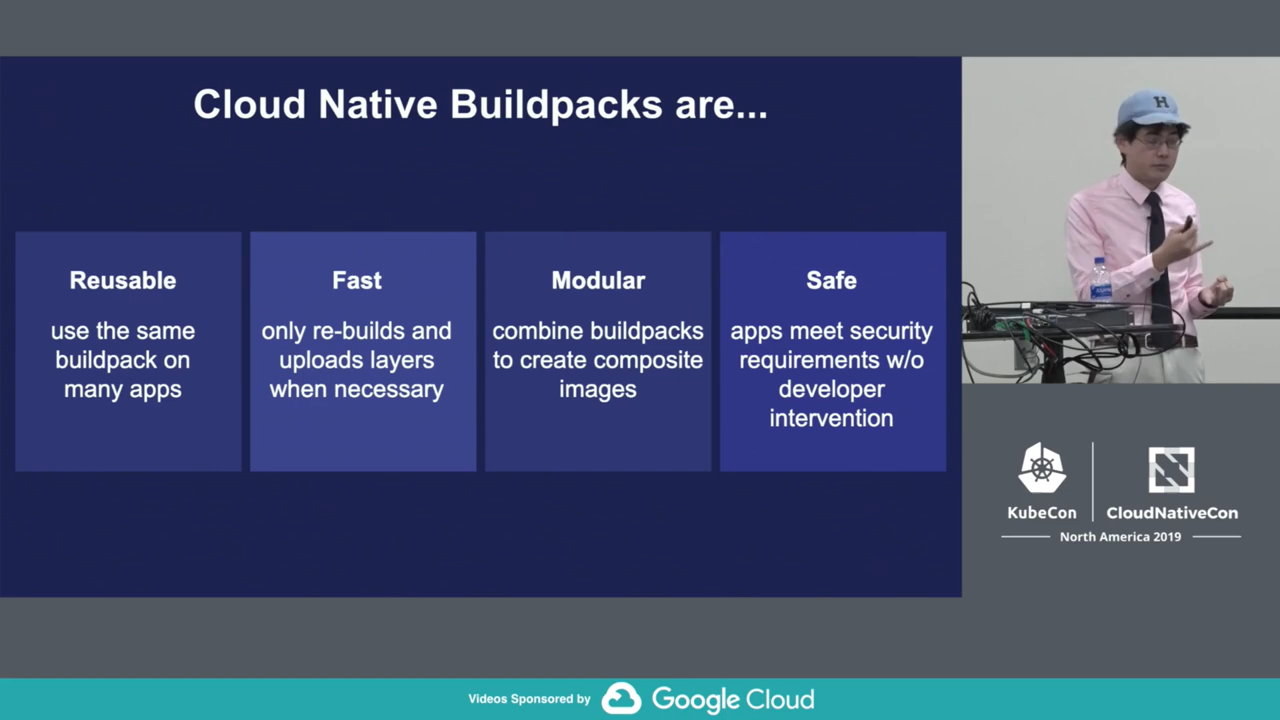 Cloud Native Buildpacks are...
Reusable
use the same
buildpack on
many apps
Fast
only re-builds and
uploads layers
when necessary
Modular
combine buildpacks
to create composite
images
Safe
apps meet security
requirements w/o
developer
intervention
H
KubeCon
CloudNativeCon
North America 2019
Videos Sponsored by
Google Cloud